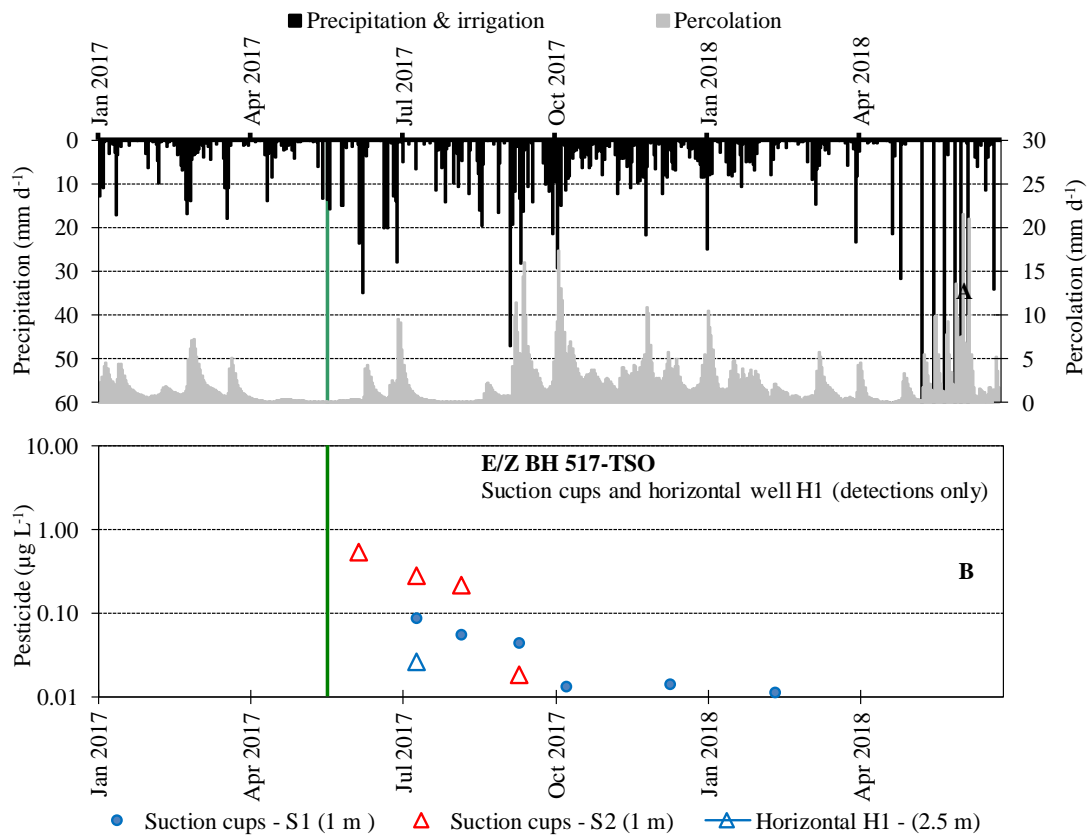 Precipitation & irrigation Percolation
Jan 2017 Apr 2017 Jul 2017 Oct 2017 Jan 2018 Apr 2018
Precipitation (mm d⁻¹)
0
10
20
30
40
50
60
30
25
20
15
10
5
0
Percolation (mm d⁻¹)
A
Pesticide (µg L⁻¹)
10.00
1.00
0.10
0.01
E/Z BH 517-TSO
Suction cups and horizontal well H1 (detections only)
B
Jan 2017 Apr 2017 Jul 2017 Oct 2017 Jan 2018 Apr 2018
Suction cups - S1 (1 m ) Suction cups - S2 (1 m) Horizontal H1 - (2.5 m)